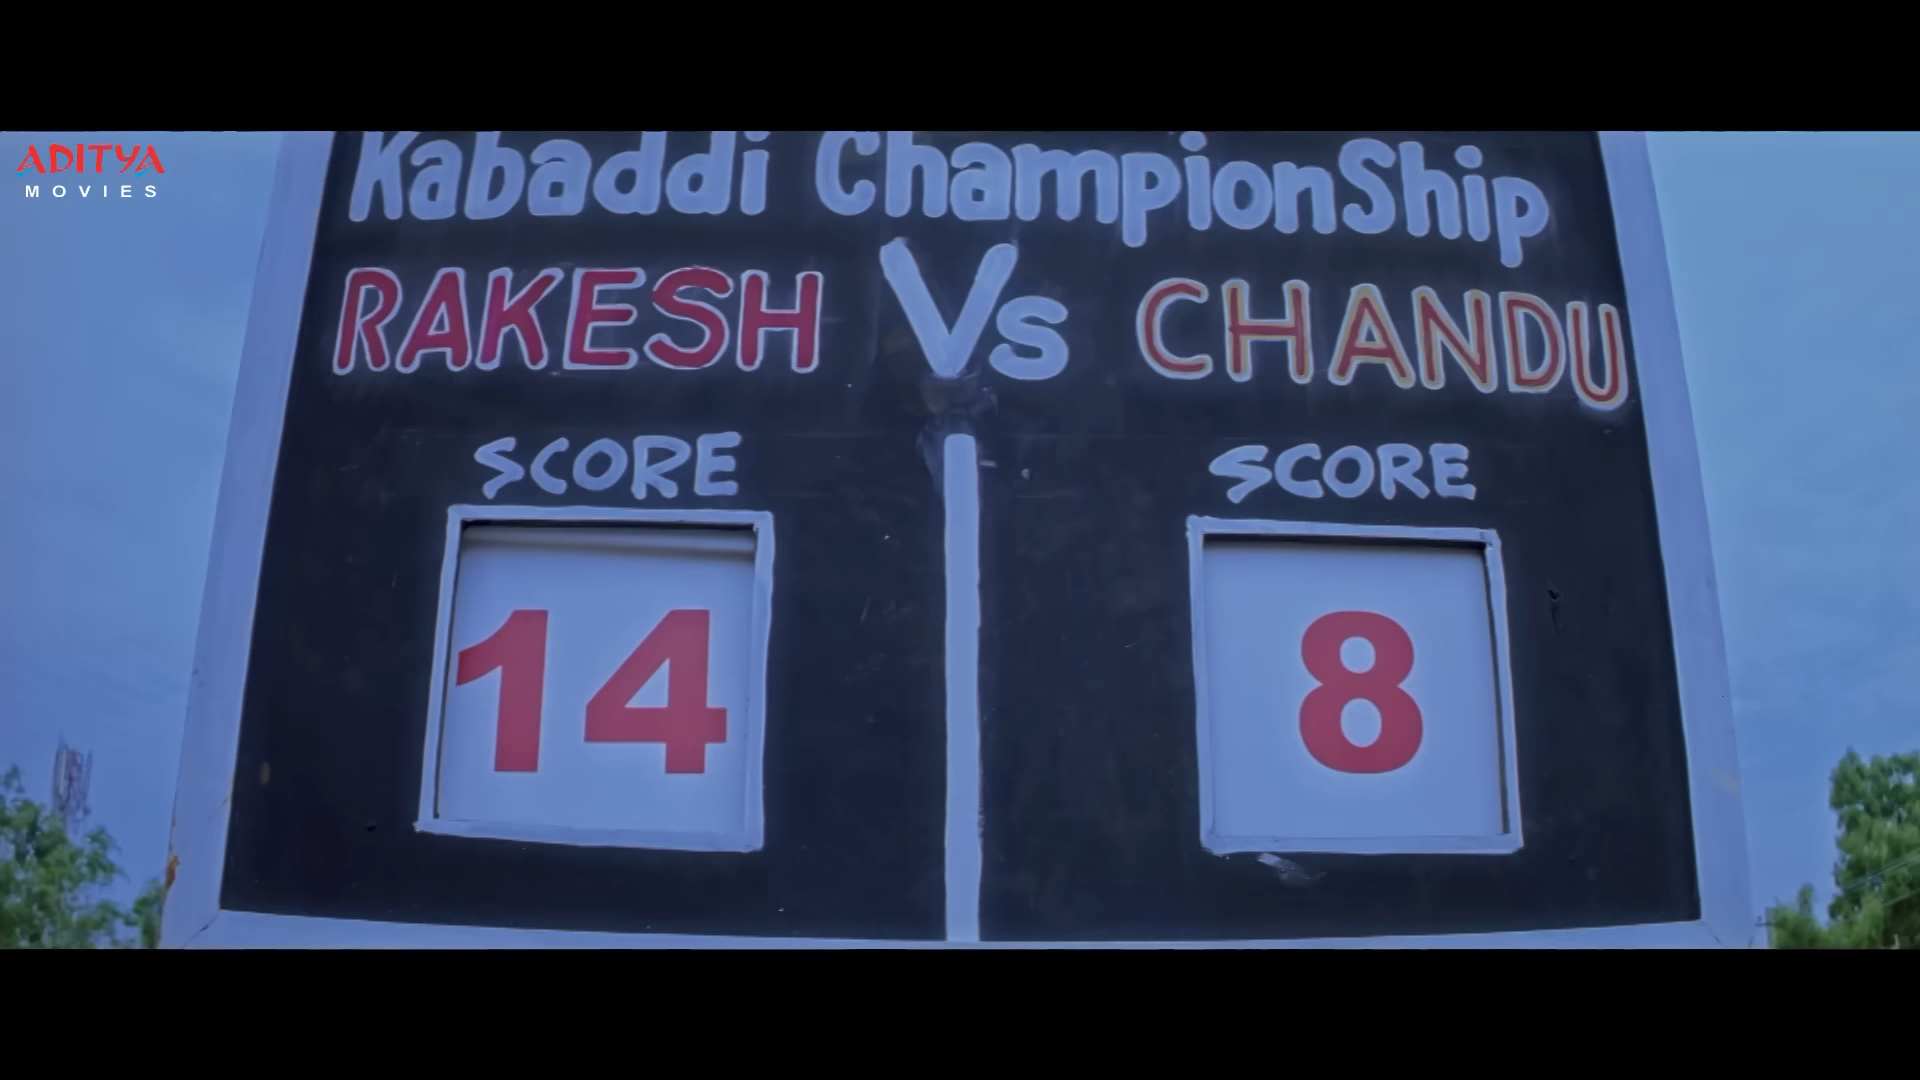 ADITYA
MOVIES
Kabaddi ChampionShip
RAKESH Vs CHANDU
SCORE SCORE
14 8